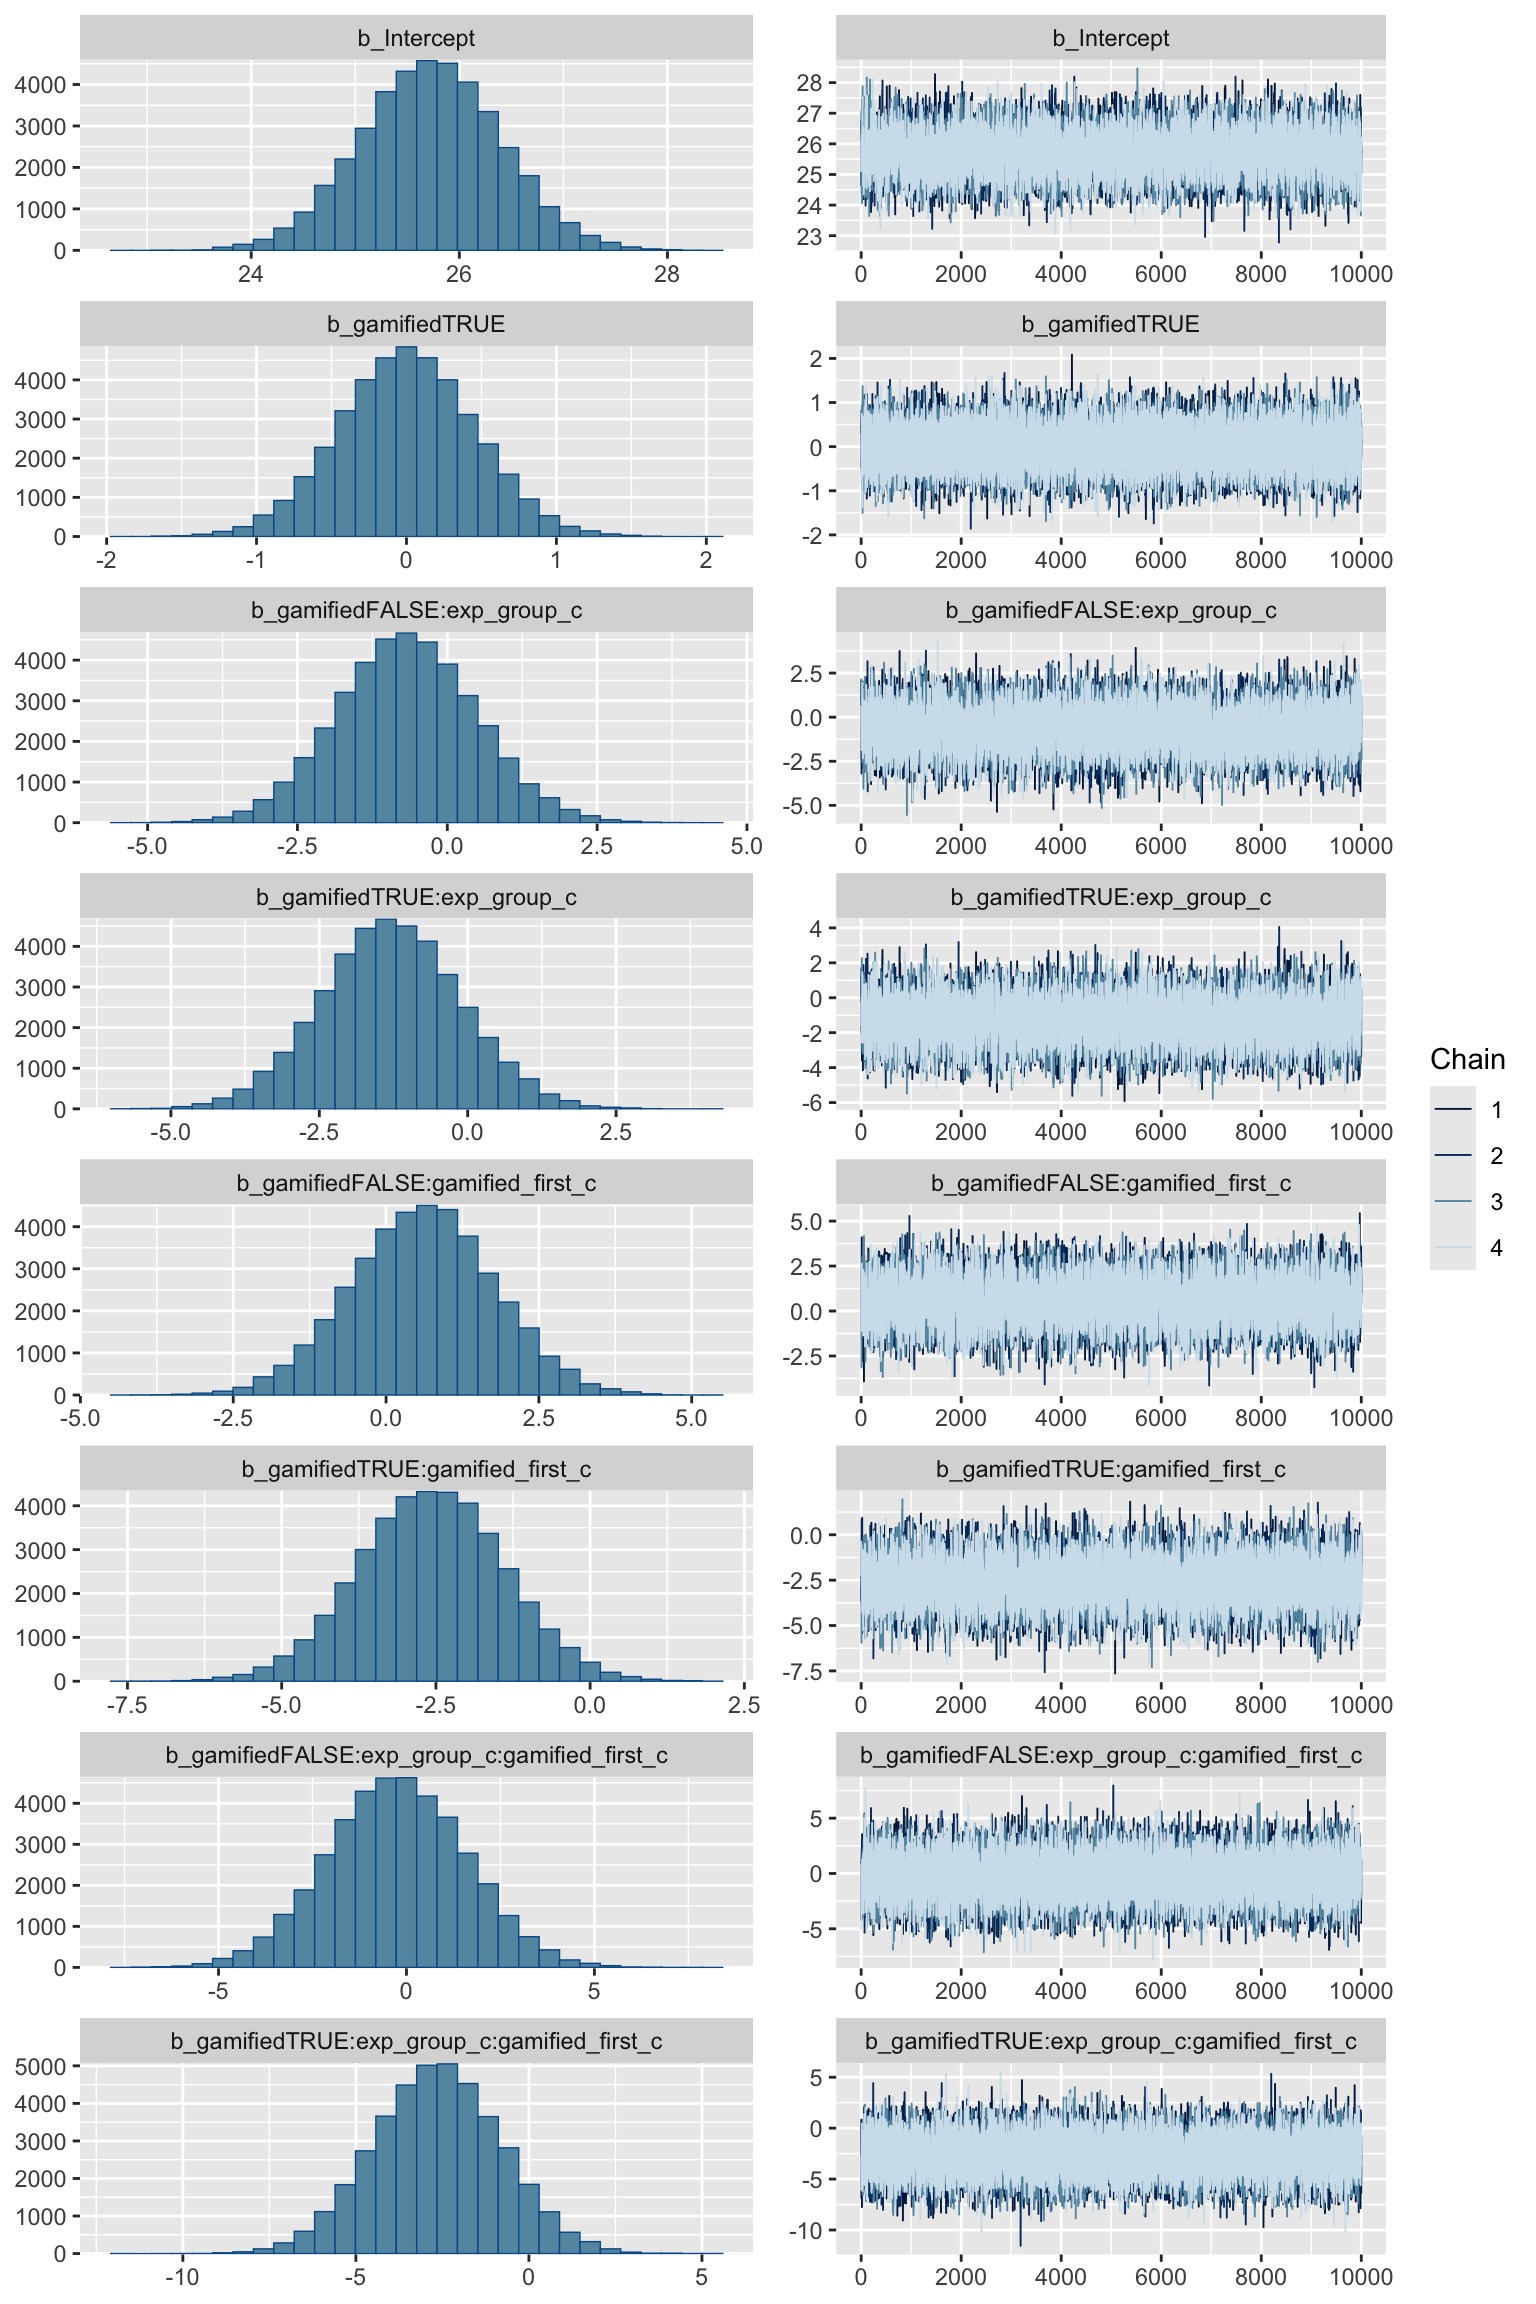 b_Intercept
4000
3000
2000
1000
0
24 26 28
b_Intercept
28
27
26
25
24
23
0 2000 4000 6000 8000 10000
b_gamifiedTRUE
4000
3000
2000
1000
0
-2 -1 0 1 2
b_gamifiedTRUE
2
1
0
-1
-2
0 2000 4000 6000 8000 10000
b_gamifiedFALSE:exp_group_c
4000
3000
2000
1000
0
-5.0 -2.5 0.0 2.5 5.0
b_gamifiedFALSE:exp_group_c
2.5
0.0
-2.5
-5.0
0 2000 4000 6000 8000 10000
b_gamifiedTRUE:exp_group_c
4000
3000
2000
1000
0
-5.0 -2.5 0.0 2.5
b_gamifiedTRUE:exp_group_c
4
2
0
-2
-4
-6
0 2000 4000 6000 8000 10000
b_gamifiedFALSE:gamified_first_c
4000
3000
2000
1000
0
-5.0 -2.5 0.0 2.5 5.0
b_gamifiedFALSE:gamified_first_c
5.0
2.5
0.0
-2.5
0 2000 4000 6000 8000 10000
b_gamifiedTRUE:gamified_first_c
4000
3000
2000
1000
0
-7.5 -5.0 -2.5 0.0 2.5
b_gamifiedTRUE:gamified_first_c
0.0
-2.5
-5.0
-7.5
0 2000 4000 6000 8000 10000
b_gamifiedFALSE:exp_group_c:gamified_first_c
4000
3000
2000
1000
0
-5 0 5
b_gamifiedFALSE:exp_group_c:gamified_first_c
5
0
-5
0 2000 4000 6000 8000 10000
b_gamifiedTRUE:exp_group_c:gamified_first_c
5000
4000
3000
2000
1000
0
-10 -5 0 5
b_gamifiedTRUE:exp_group_c:gamified_first_c
5
0
-5
-10
0 2000 4000 6000 8000 10000
Chain
1
2
3
4